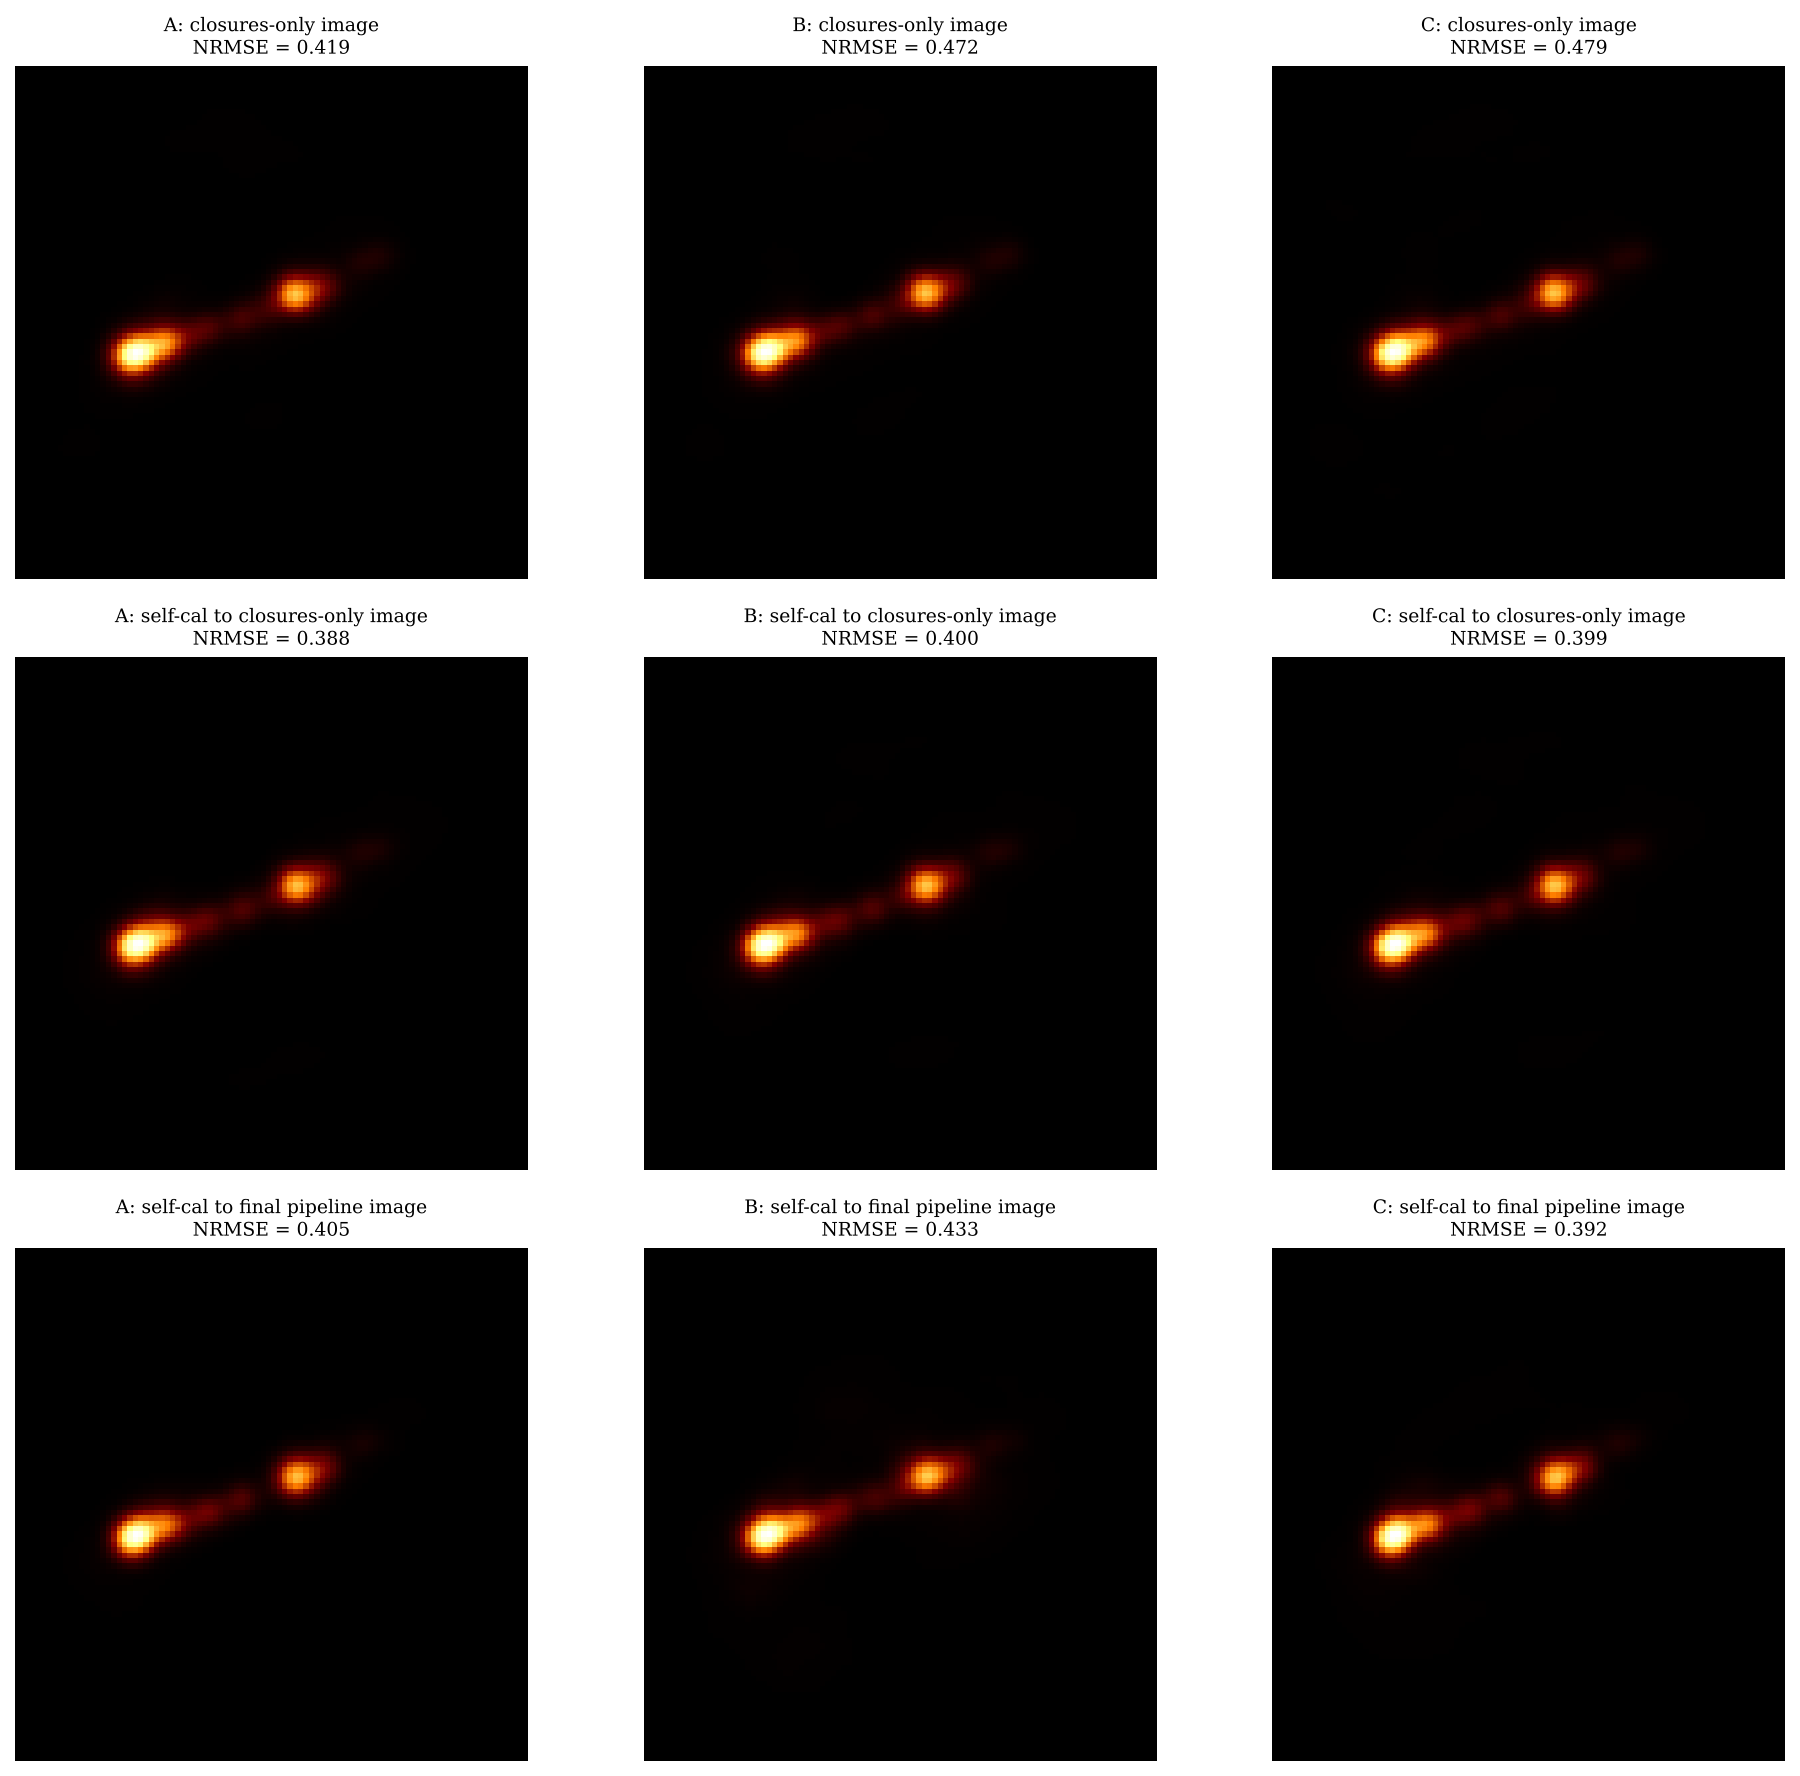 A: closures-only image
NRMSE = 0.419
B: closures-only image
NRMSE = 0.472
C: closures-only image
NRMSE = 0.479
A: self-cal to closures-only image
NRMSE = 0.388
B: self-cal to closures-only image
NRMSE = 0.400
C: self-cal to closures-only image
NRMSE = 0.399
A: self-cal to final pipeline image
NRMSE = 0.405
B: self-cal to final pipeline image
NRMSE = 0.433
C: self-cal to final pipeline image
NRMSE = 0.392